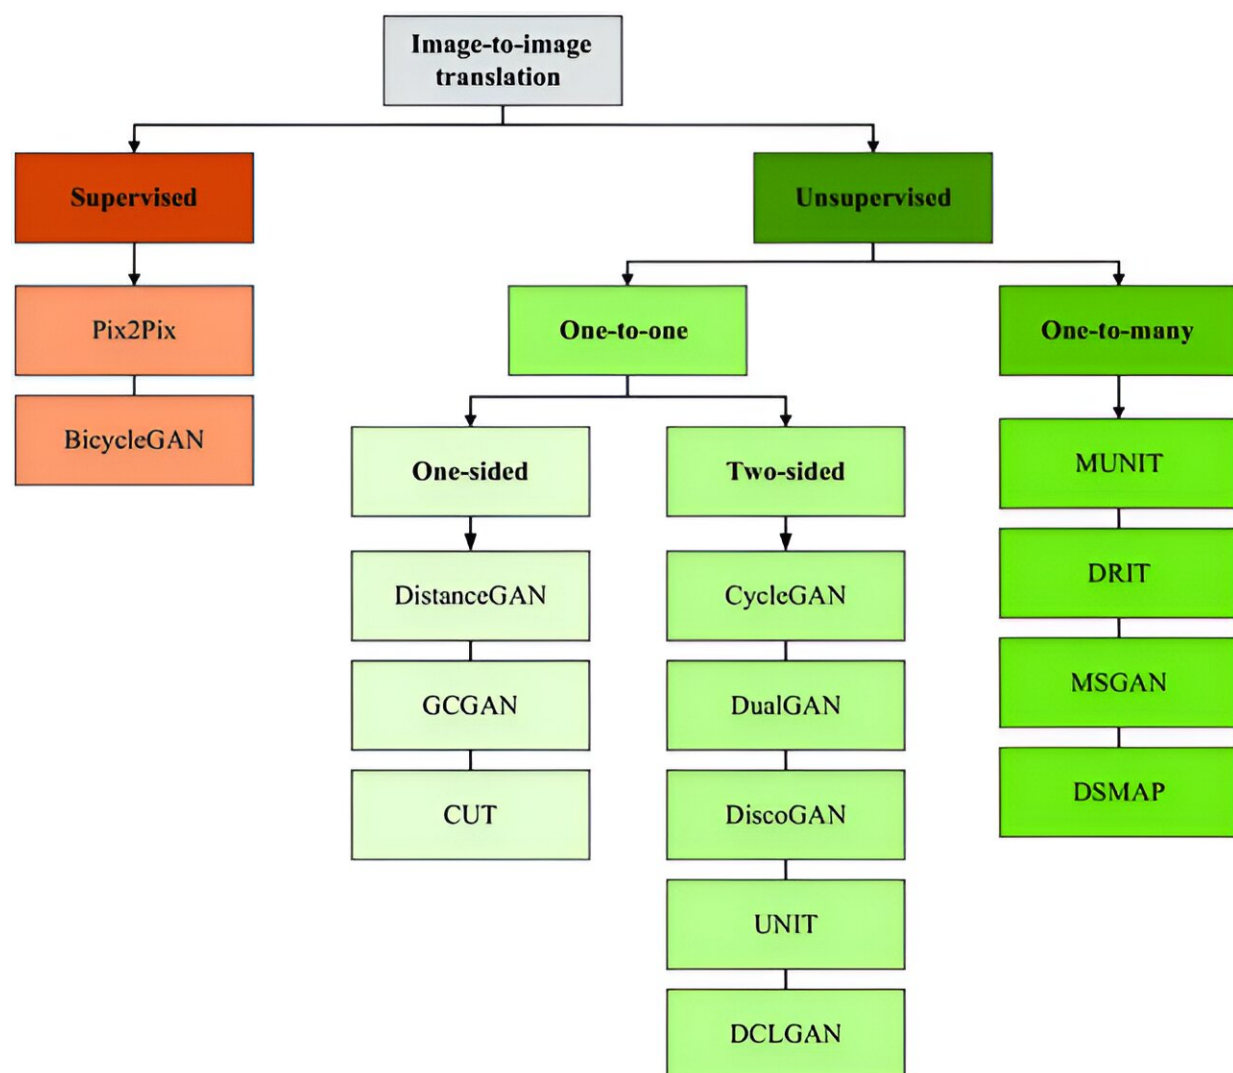 Image-to-image
translation
Supervised
Unsupervised
Pix2Pix
One-to-one
One-to-many
BicycleGAN
One-sided
Two-sided
MUNIT
DistanceGAN
CycleGAN
DRIT
GCGAN
DualGAN
MSGAN
CUT
DiscoGAN
DSMAP
UNIT
DCLGAN